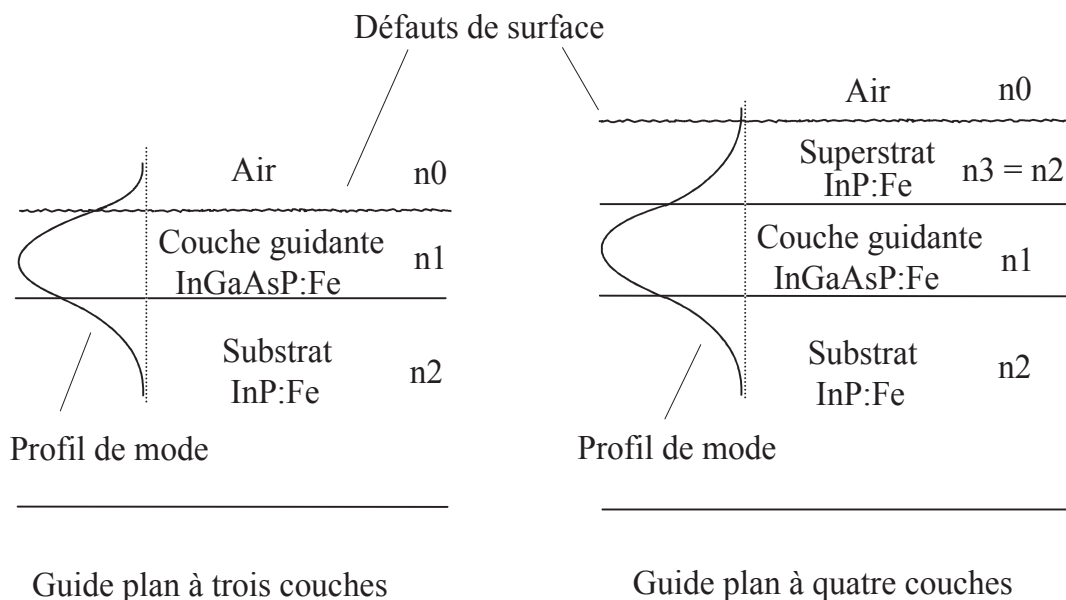 Défauts de surface
Air
n0
Couche guidante
InGaAsP:Fe
n1
Substrat
InP:Fe
n2
Profil de mode
Guide plan à trois couches
Air
n0
Superstrat
InP:Fe
n3 = n2
Couche guidante
InGaAsP:Fe
n1
Substrat
InP:Fe
n2
Profil de mode
Guide plan à quatre couches